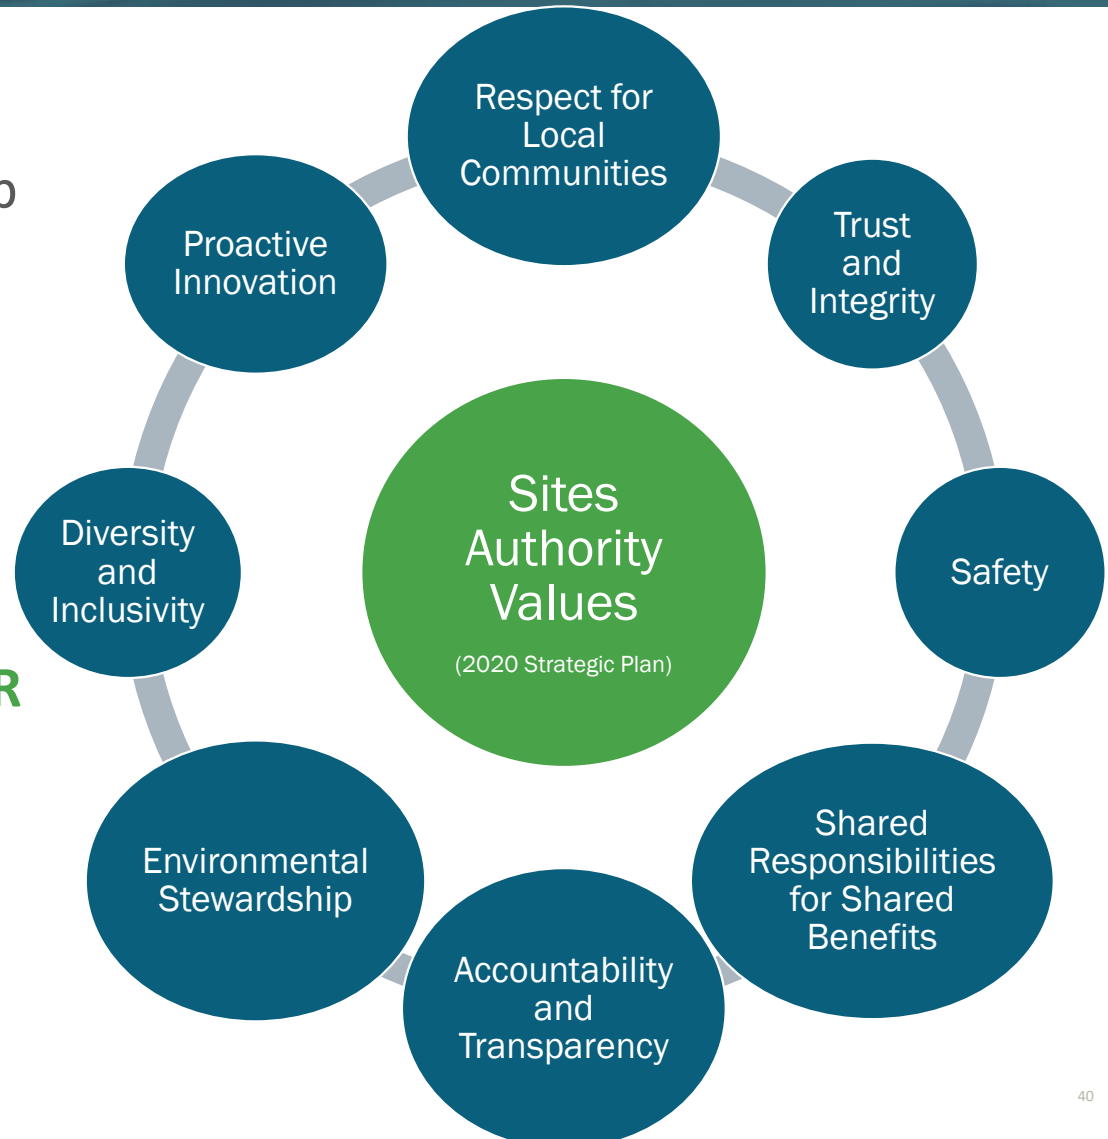 p
R
Respect for
Local
Communities
Trust
and
Integrity
Safety
Shared
Responsibilities
for Shared
Benefits
Accountability
and
Transparency
Environmental
Stewardship
Diversity
and
Inclusivity
Proactive
Innovation
Sites
Authority
Values
(2020 Strategic Plan)
40